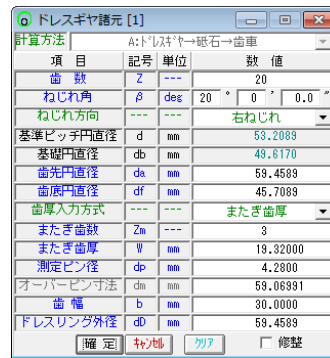 ドレスギヤ諸元 [1]
計算方法 A:ドレスギヤ→砥石→歯車
項 目 記号 単位 数 値
歯 数 Z --- 20
ねじれ角 β deg 20 ° 0 ' 0.0 "
ねじれ方向 --- --- 右ねじれ
基準ピッチ円直径 d mm 53.2089
基礎円直径 db mm 49.6170
歯先円直径 da mm 59.4589
歯底円直径 df mm 45.7089
歯厚入力方式 --- --- またぎ歯厚
またぎ歯数 Zm --- 3
またぎ歯厚 W mm 19.32000
測定ピン径 dp mm 4.2800
オーバーピン寸法 dm mm 59.06991
歯 幅 b mm 30.0000
ドレスリング外径 dD mm 59.4589
確 定 キャンセル クリア 修整